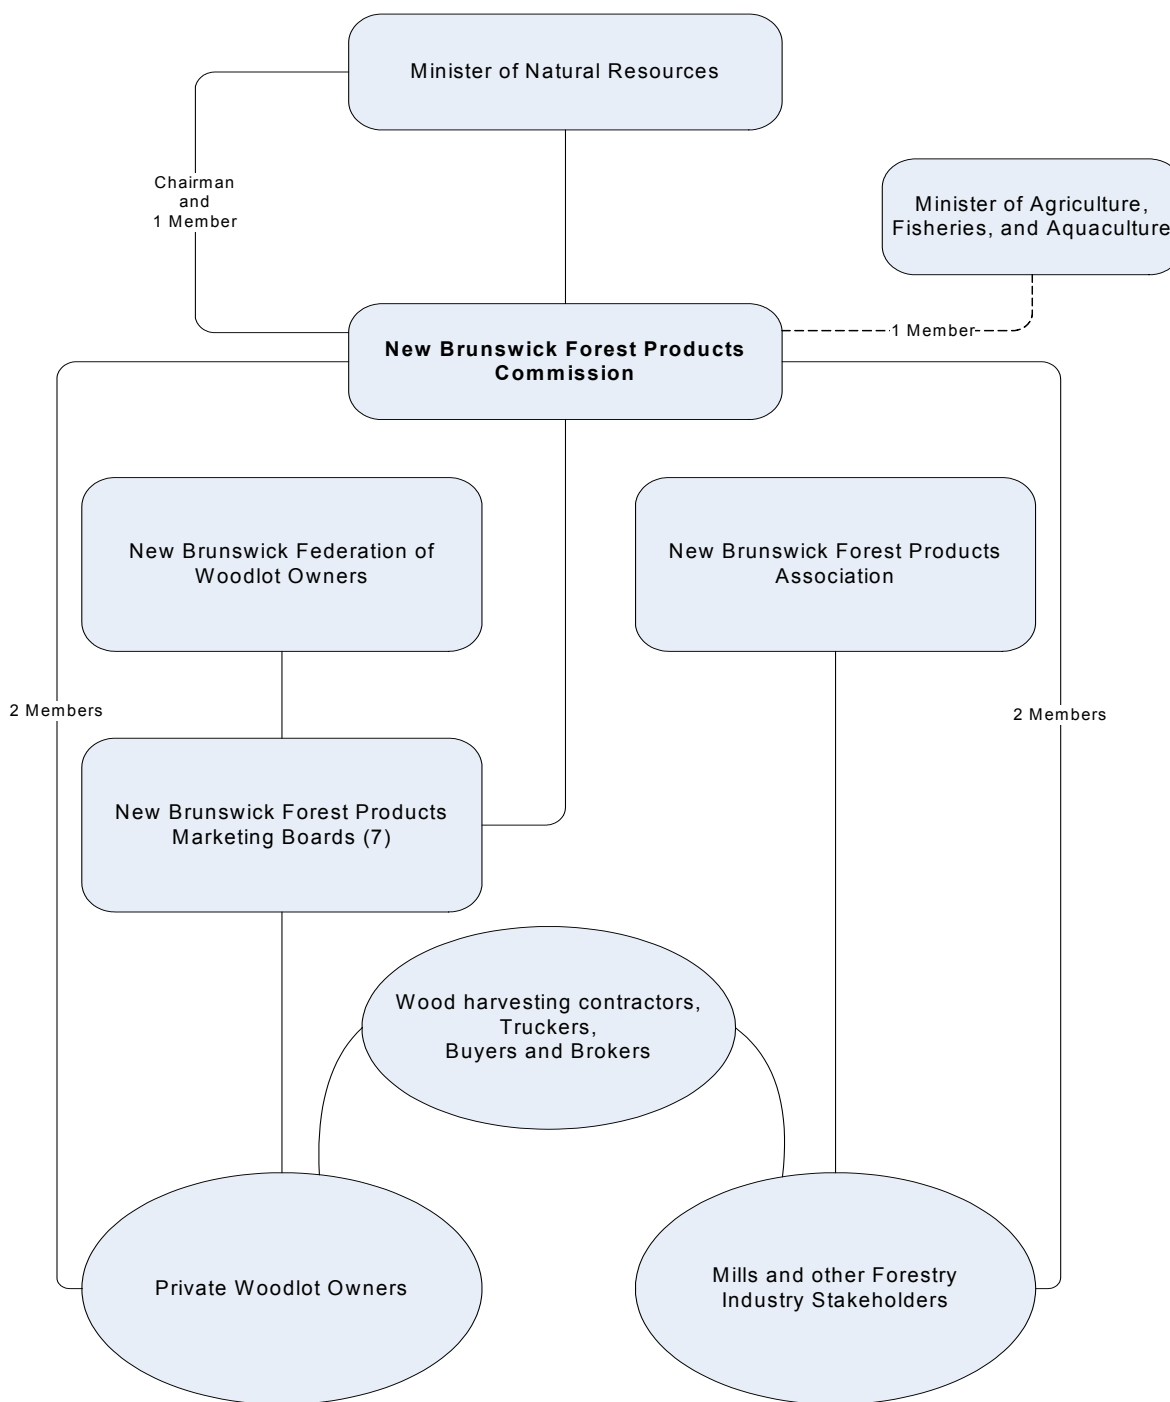 Minister of Natural Resources
Chairman
and
1 Member
Minister of Agriculture,
Fisheries, and Aquaculture
1 Member
New Brunswick Forest Products
Commission
New Brunswick Federation of
Woodlot Owners
New Brunswick Forest Products
Association
2 Members
2 Members
New Brunswick Forest Products
Marketing Boards (7)
Wood harvesting contractors,
Truckers,
Buyers and Brokers
Private Woodlot Owners
Mills and other Forestry
Industry Stakeholders